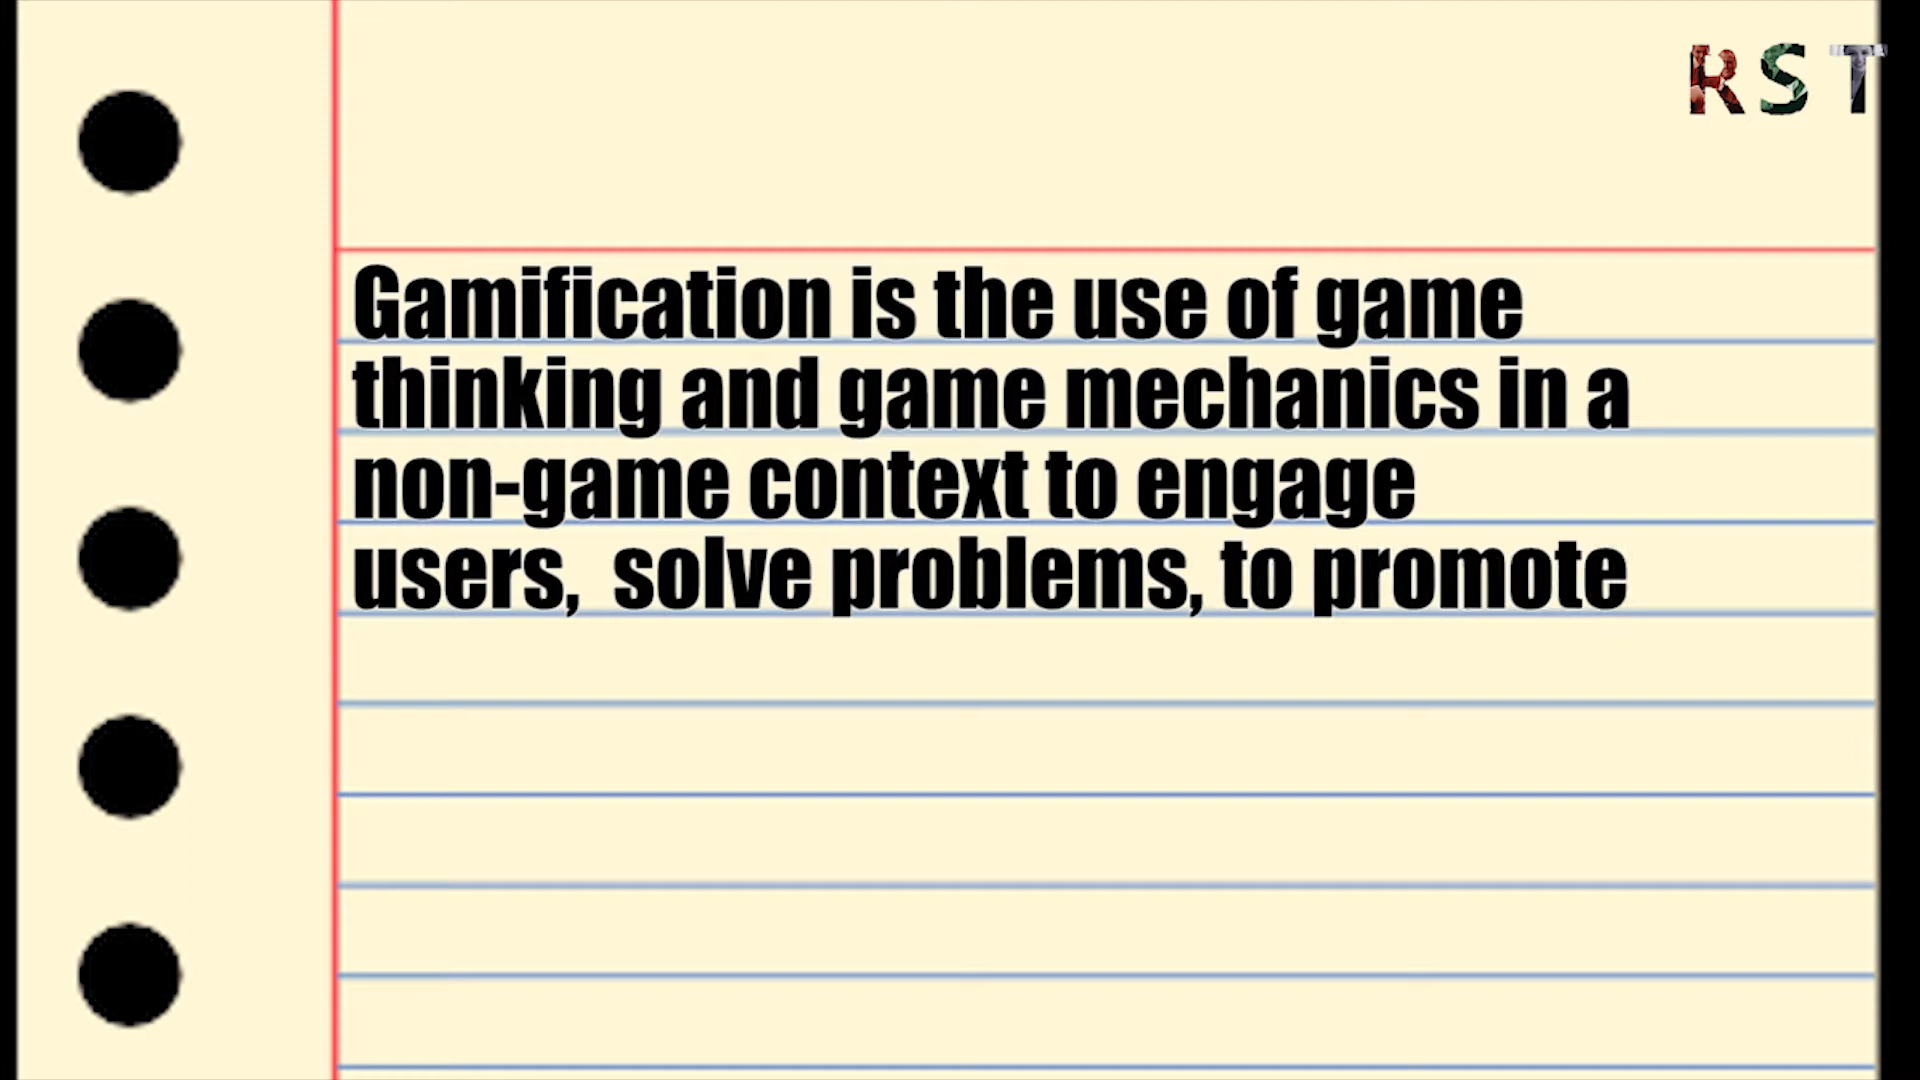 RST
Gamification is the use of game
thinking and game mechanics in a
non-game context to engage
users,  solve problems, to promote